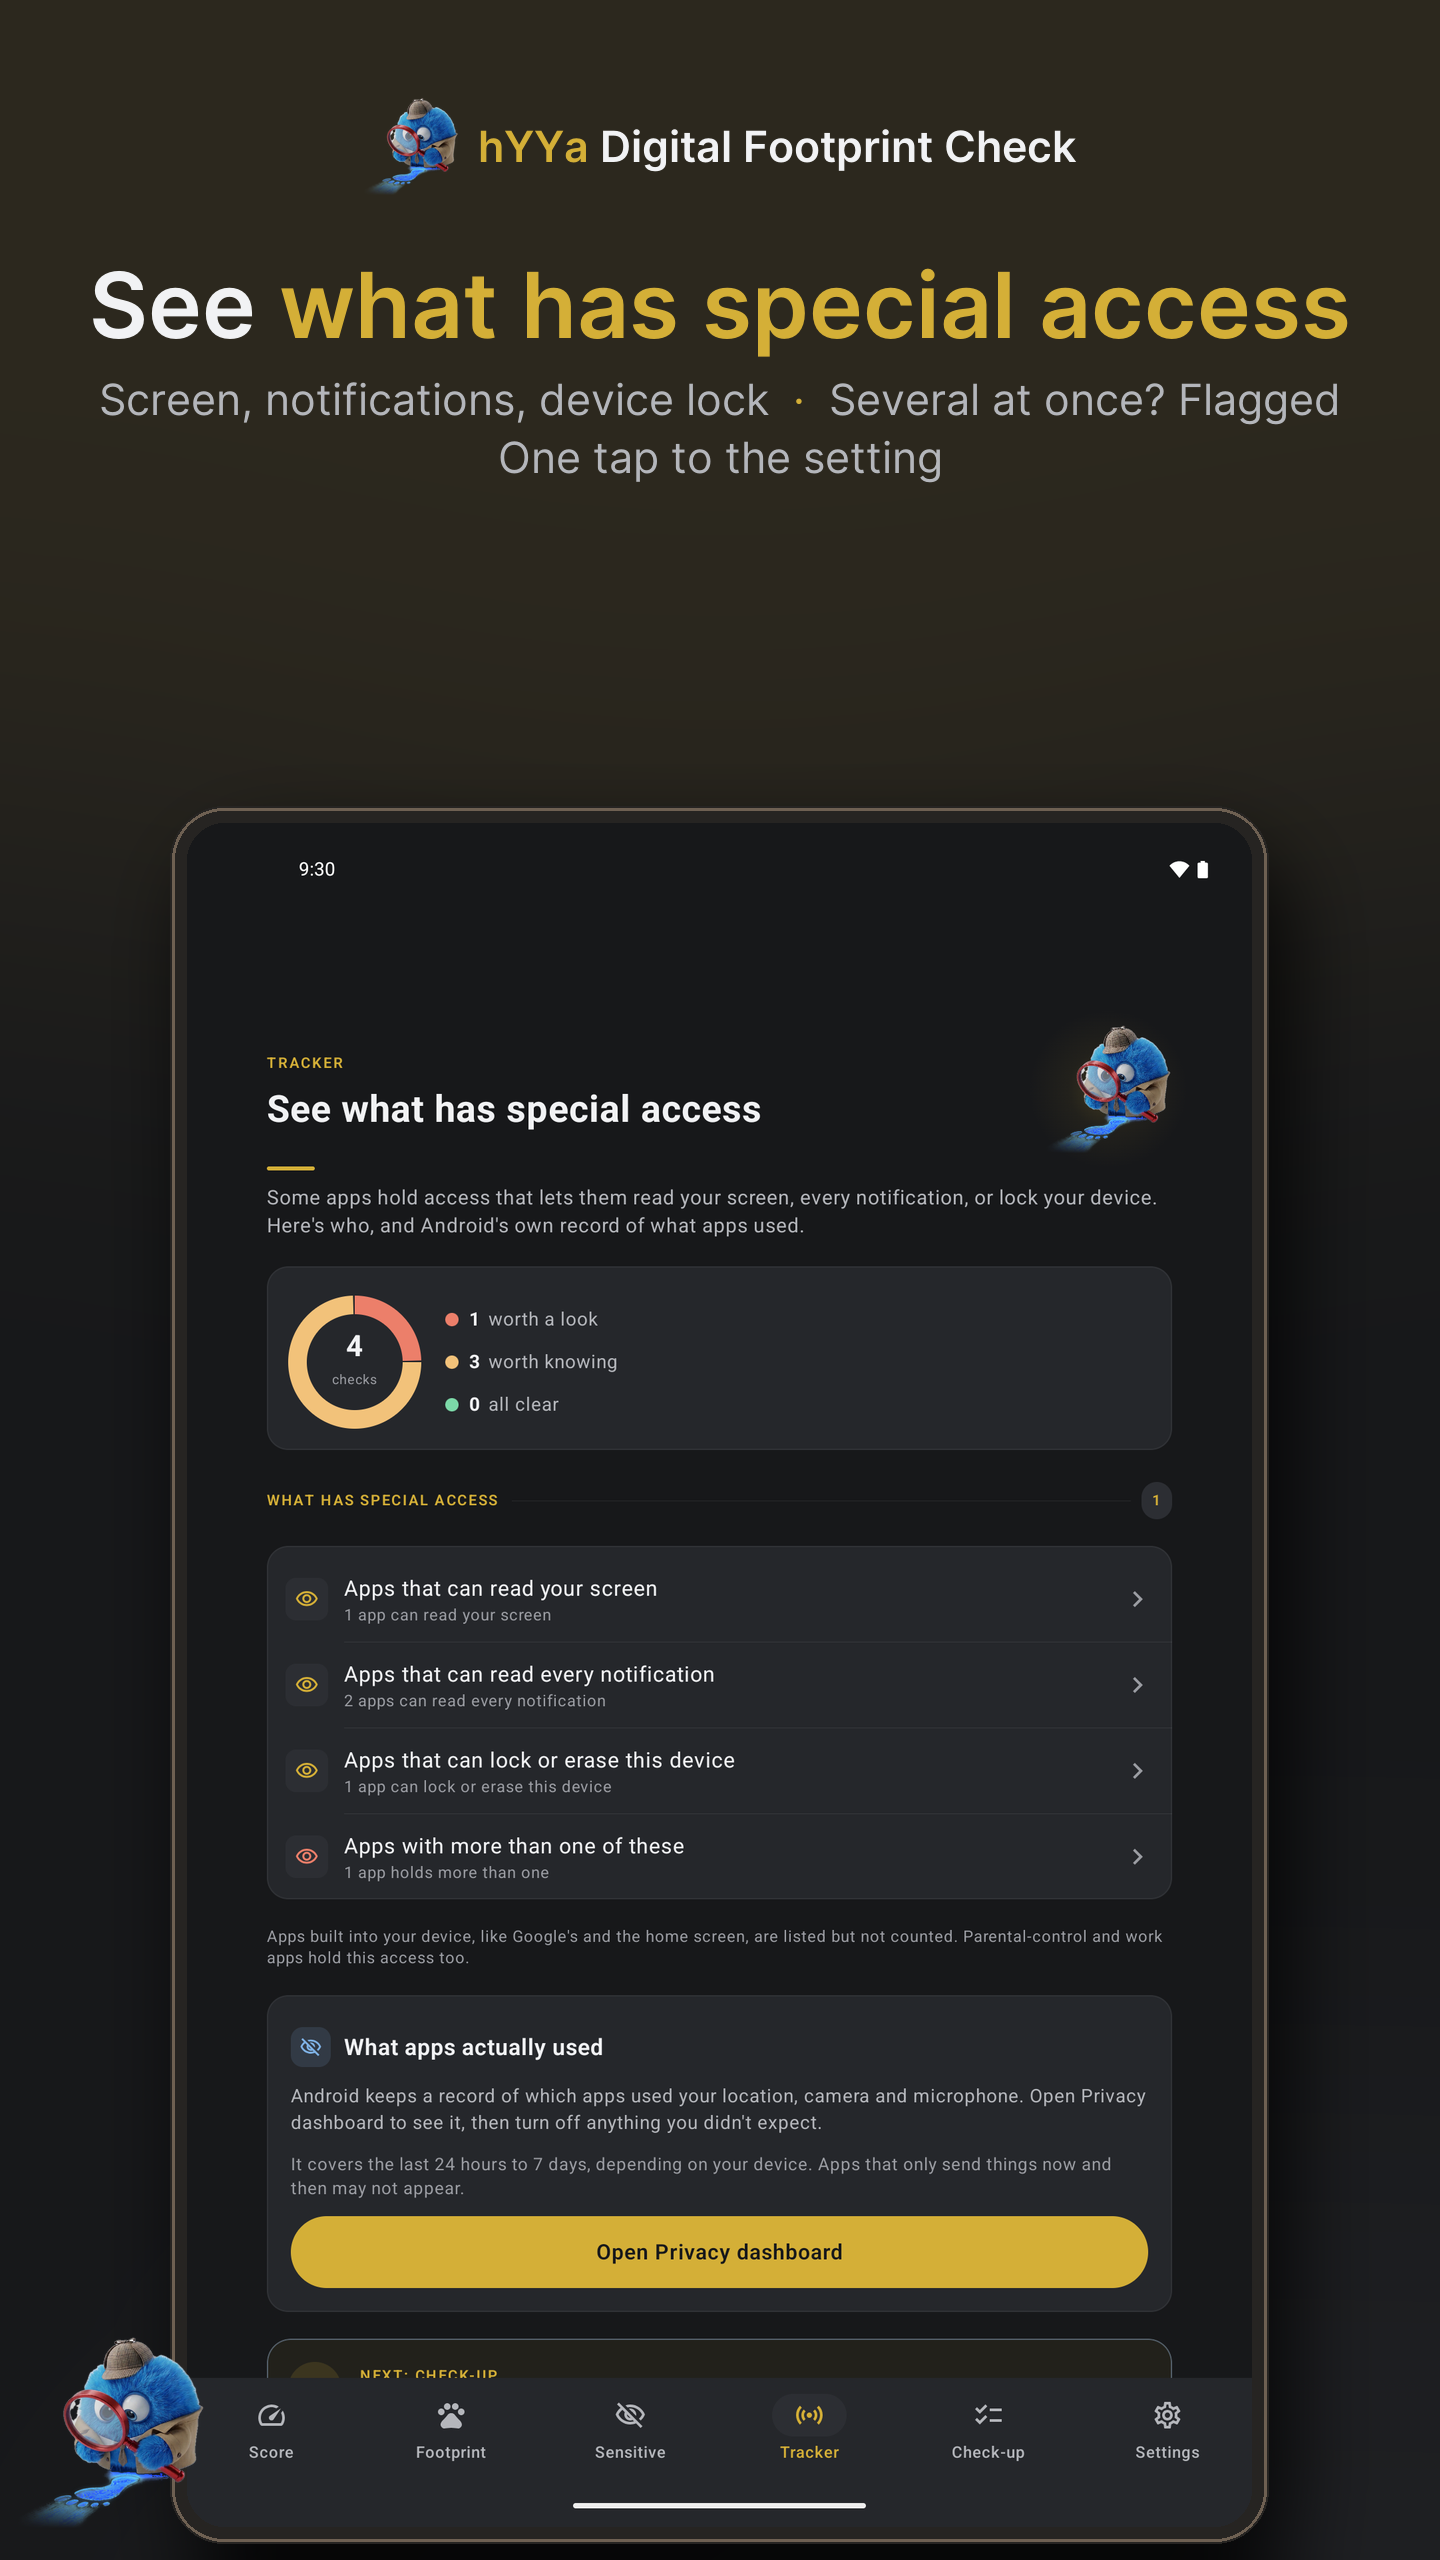 hYYa Digital Footprint Check
See what has special access
Screen, notifications, device lock · Several at once? Flagged
One tap to the setting
9:30
TRACKER
See what has special access
Some apps hold access that lets them read your screen, every notification, or lock your device.
Here's who, and Android's own record of what apps used.
4
checks
1 worth a look
3 worth knowing
0 all clear
WHAT HAS SPECIAL ACCESS
1
Apps that can read your screen
1 app can read your screen
Apps that can read every notification
2 apps can read every notification
Apps that can lock or erase this device
1 app can lock or erase this device
Apps with more than one of these
1 app holds more than one
Apps built into your device, like Google's and the home screen, are listed but not counted. Parental-control and work
apps hold this access too.
What apps actually used
Android keeps a record of which apps used your location, camera and microphone. Open Privacy
dashboard to see it, then turn off anything you didn't expect.
It covers the last 24 hours to 7 days, depending on your device. Apps that only send things now and
then may not appear.
Open Privacy dashboard
NEXT: CHECK-UP
Score
Footprint
Sensitive
Tracker
Check-up
Settings